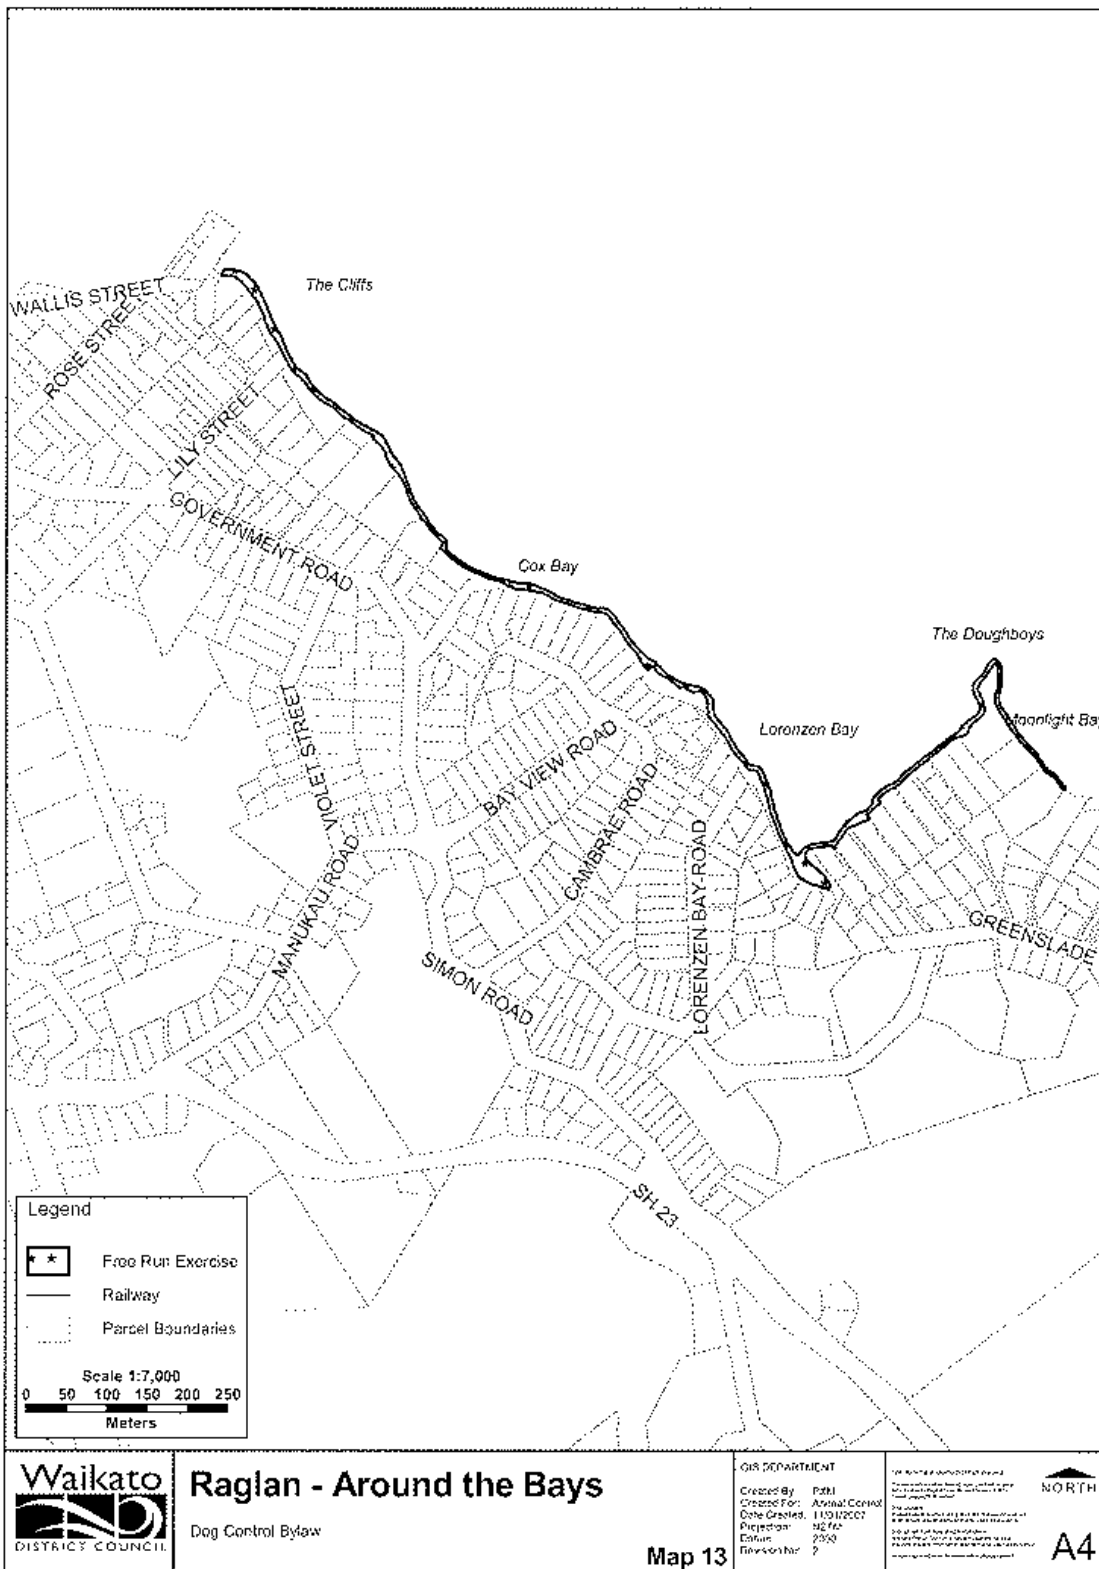 The Cliffs
WALLIS STREET
ROSE STREET
LILY STREET
GOVERNMENT ROAD
Cox Bay
The Doughboys
Moonlight Bay
Lorenzen Bay
VIOLET STREET
BAY VIEW ROAD
CAMBRAE ROAD
LORENZEN BAY ROAD
MANUKAU ROAD
GREENSLADE
SIMON ROAD
SH 23
Legend
Free Run Exercise
Railway
Parcel Boundaries
Scale 1:7,000
0 50 100 150 200 250
Meters
Waikato
DISTRICT COUNCIL
Raglan - Around the Bays
Dog Control Bylaw
Map 13
GIS DEPARTMENT
Created By
Created For: Animal Control
Date Created:
Projection:
Revision No: 2
NORTH
A4